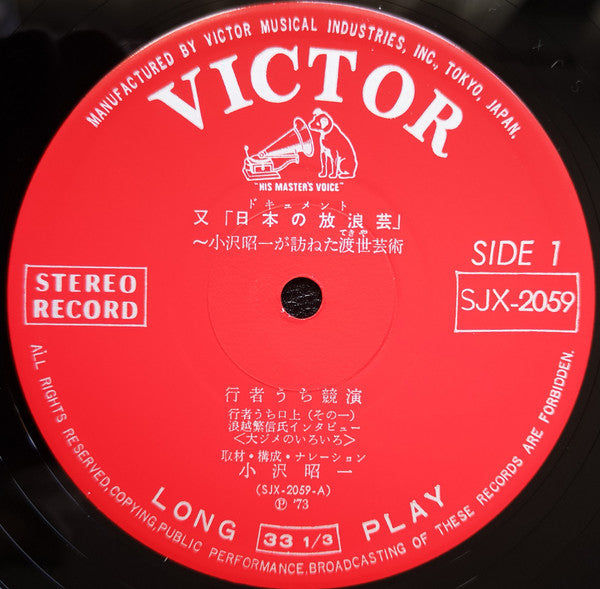 MANUFACTURED BY VICTOR MUSICAL INDUSTRIES, INC., TOKYO, JAPAN.
VICTOR
"HIS MASTER'S VOICE"
ドキュメント
又「日本の放浪芸」
てきや
〜小沢昭一が訪ねた渡世芸術
SIDE 1
STEREO
RECORD
SJX-2059
行者うち競演
行者うち口上(その一)
浪越繁信氏インタビュー
<大ジメのいろいろ>
取材・構成・ナレーション
小沢昭一
(SJX-2059-A)
Ⓟ '73
LONG PLAY
33 1/3
ALL RIGHTS RESERVED,COPYING,PUBLIC PERFORMANCE,BROADCASTING OF THESE RECORDS ARE FORBIDDEN.